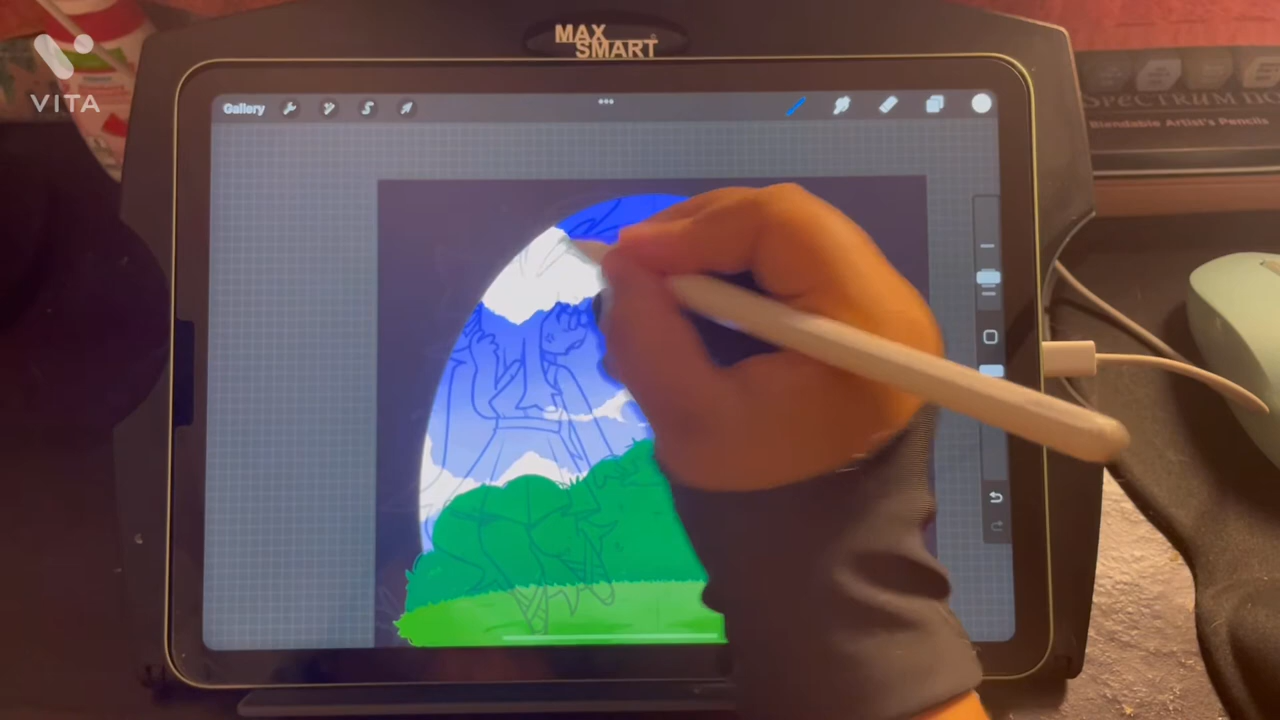 VITA
MAX
SMART
Gallery
SPECTRUM NO
Blendable Artist's Pencils